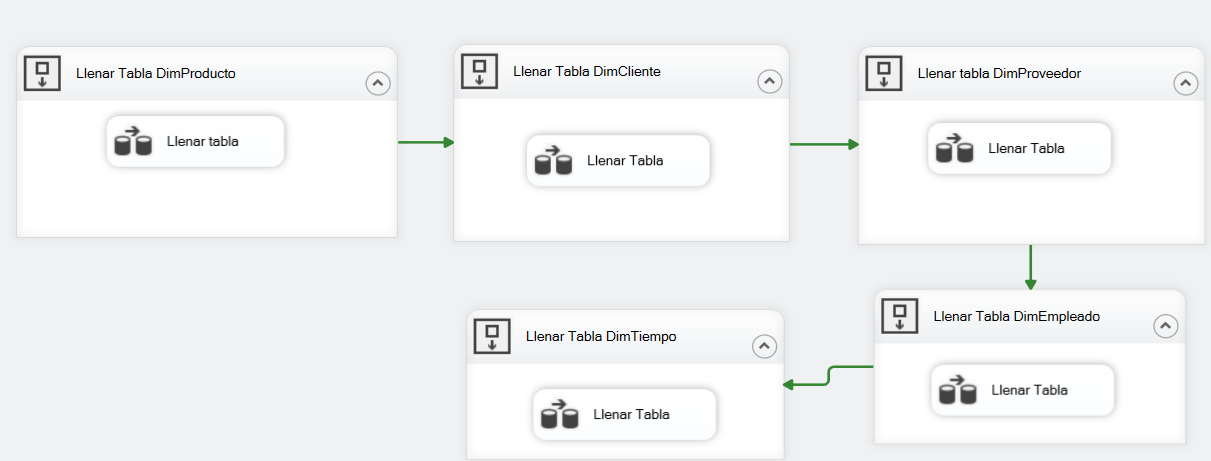 Llenar Tabla DimProducto
Llenar tabla
Llenar Tabla DimCliente
Llenar Tabla
Llenar tabla DimProveedor
Llenar Tabla
Llenar Tabla DimEmpleado
Llenar Tabla
Llenar Tabla DimTiempo
Llenar Tabla